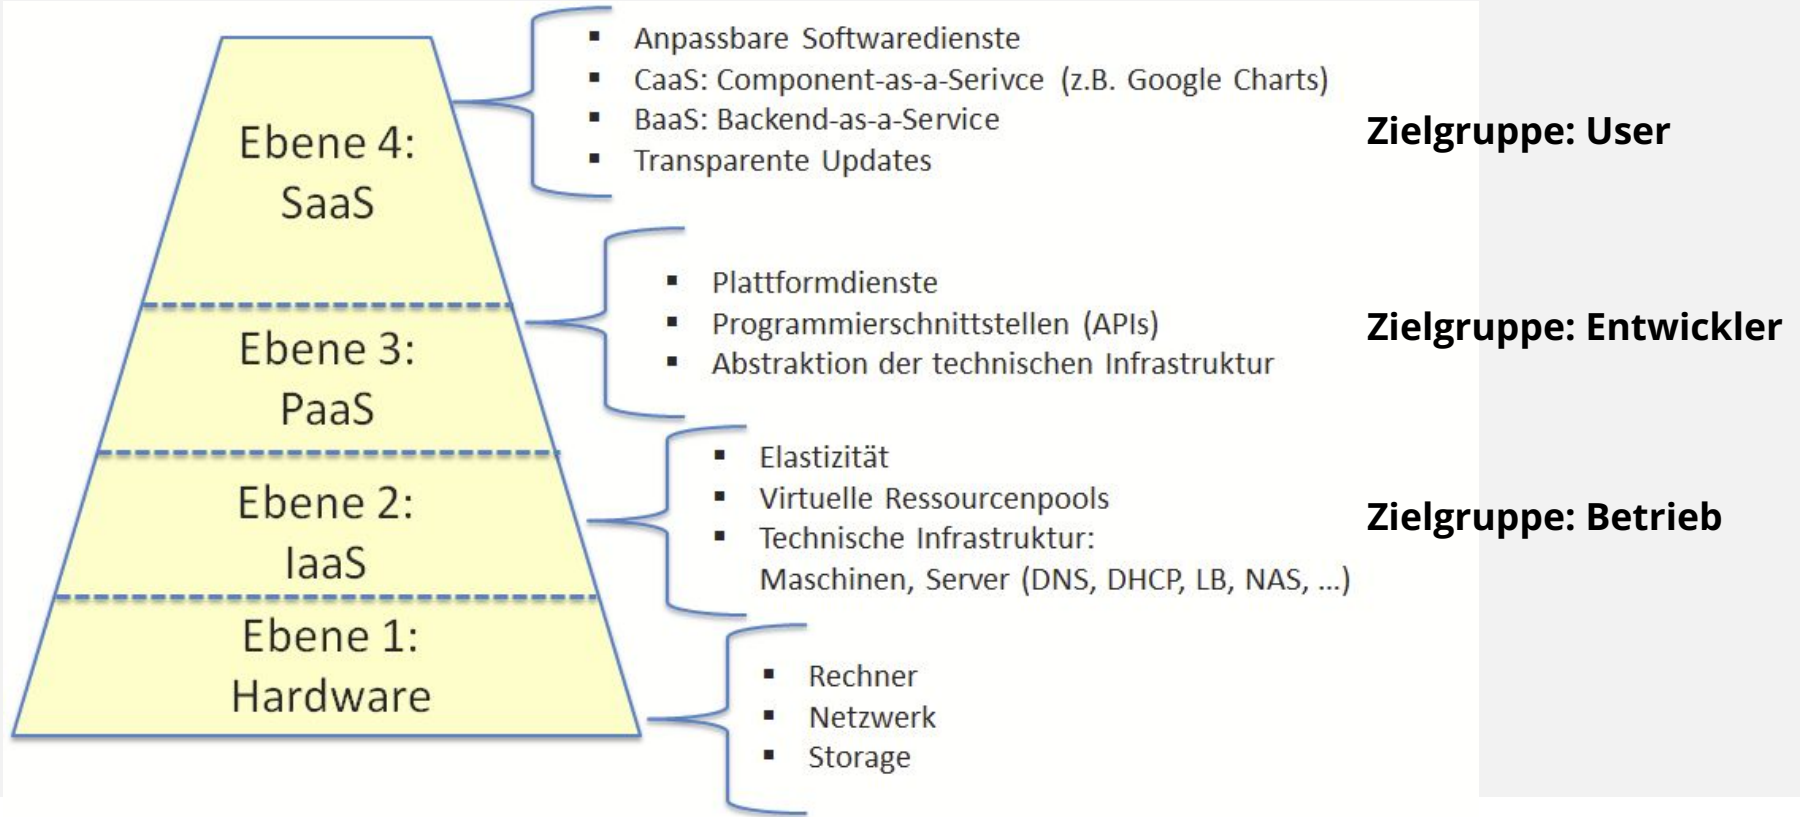 Ebene 4:
SaaS
▪ Anpassbare Softwaredienste
▪ CaaS: Component-as-a-Serivce (z.B. Google Charts)
▪ BaaS: Backend-as-a-Service
▪ Transparente Updates
Zielgruppe: User
Ebene 3:
PaaS
▪ Plattformdienste
▪ Programmierschnittstellen (APIs)
▪ Abstraktion der technischen Infrastruktur
Zielgruppe: Entwickler
Ebene 2:
IaaS
▪ Elastizität
▪ Virtuelle Ressourcenpools
▪ Technische Infrastruktur:
Maschinen, Server (DNS, DHCP, LB, NAS, ...)
Zielgruppe: Betrieb
Ebene 1:
Hardware
▪ Rechner
▪ Netzwerk
▪ Storage